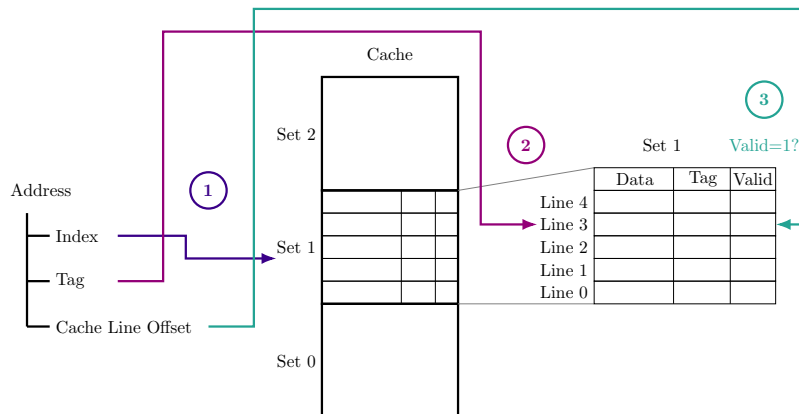 Cache
3
Set 2
2
Set 1
Valid=1?
Data Tag Valid
1
Address
Line 4
Index
Line 3
Set 1
Line 2
Tag
Line 1
Line 0
Cache Line Offset
Set 0